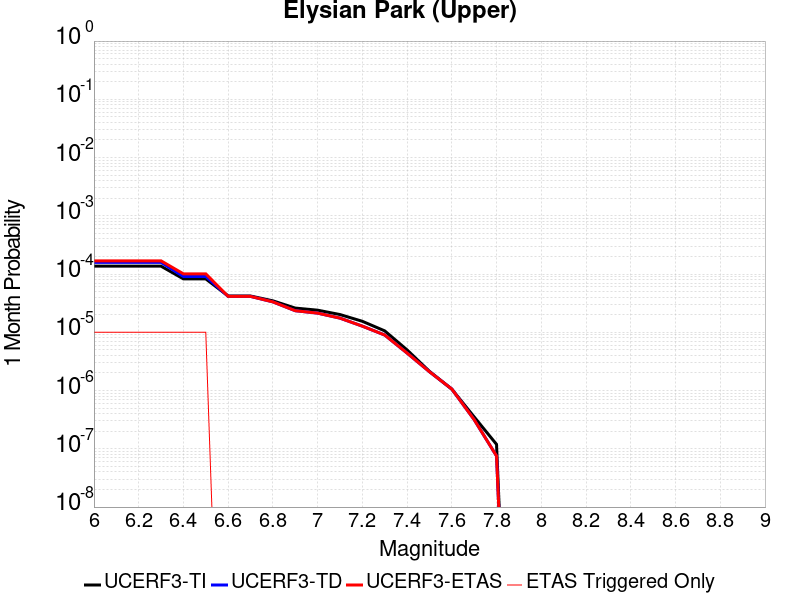 Elysian Park (Upper)
10^0
10^-1
10^-2
10^-3
10^-4
10^-5
10^-6
10^-7
10^-8
1 Month Probability
6 6.2 6.4 6.6 6.8 7 7.2 7.4 7.6 7.8 8 8.2 8.4 8.6 8.8 9
Magnitude
UCERF3-TI UCERF3-TD UCERF3-ETAS ETAS Triggered Only